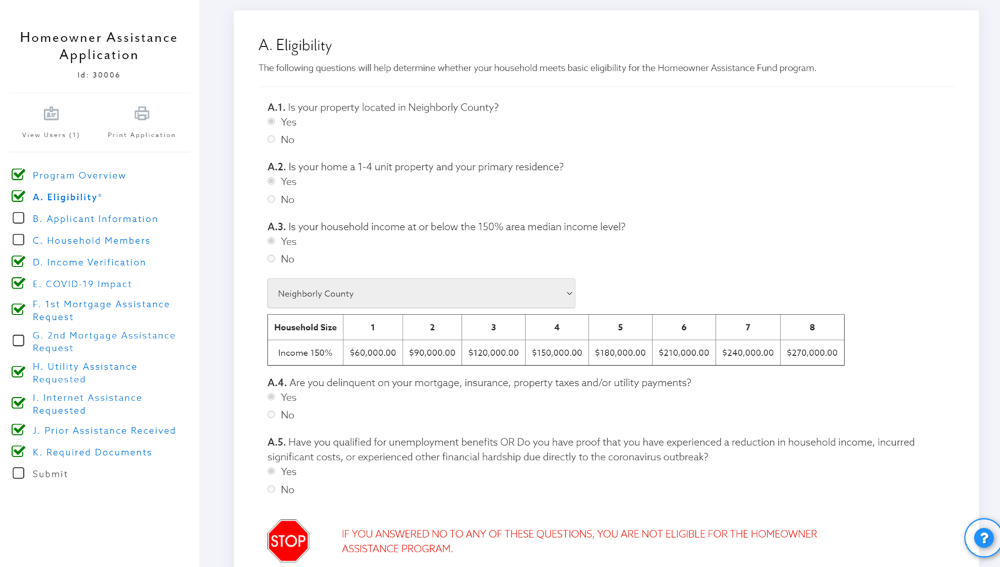 Homeowner Assistance
Application
Id: 30006
View Users (1)
Print Application
Program Overview
A. Eligibility*
B. Applicant Information
C. Household Members
D. Income Verification
E. COVID-19 Impact
F. 1st Mortgage Assistance
Request
G. 2nd Mortgage Assistance
Request
H. Utility Assistance
Requested
I. Internet Assistance
Requested
J. Prior Assistance Received
K. Required Documents
Submit
A. Eligibility
The following questions will help determine whether your household meets basic eligibility for the Homeowner Assistance Fund program.
A.1. Is your property located in Neighborly County?
Yes
No
A.2. Is your home a 1-4 unit property and your primary residence?
Yes
No
A.3. Is your household income at or below the 150% area median income level?
Yes
No
Neighborly County
Household Size 1 2 3 4 5 6 7 8
Income 150% $60,000.00 $90,000.00 $120,000.00 $150,000.00 $180,000.00 $210,000.00 $240,000.00 $270,000.00
A.4. Are you delinquent on your mortgage, insurance, property taxes and/or utility payments?
Yes
No
A.5. Have you qualified for unemployment benefits OR Do you have proof that you have experienced a reduction in household income, incurred
significant costs, or experienced other financial hardship due directly to the coronavirus outbreak?
Yes
No
STOP
IF YOU ANSWERED NO TO ANY OF THESE QUESTIONS, YOU ARE NOT ELIGIBLE FOR THE HOMEOWNER
ASSISTANCE PROGRAM.
?